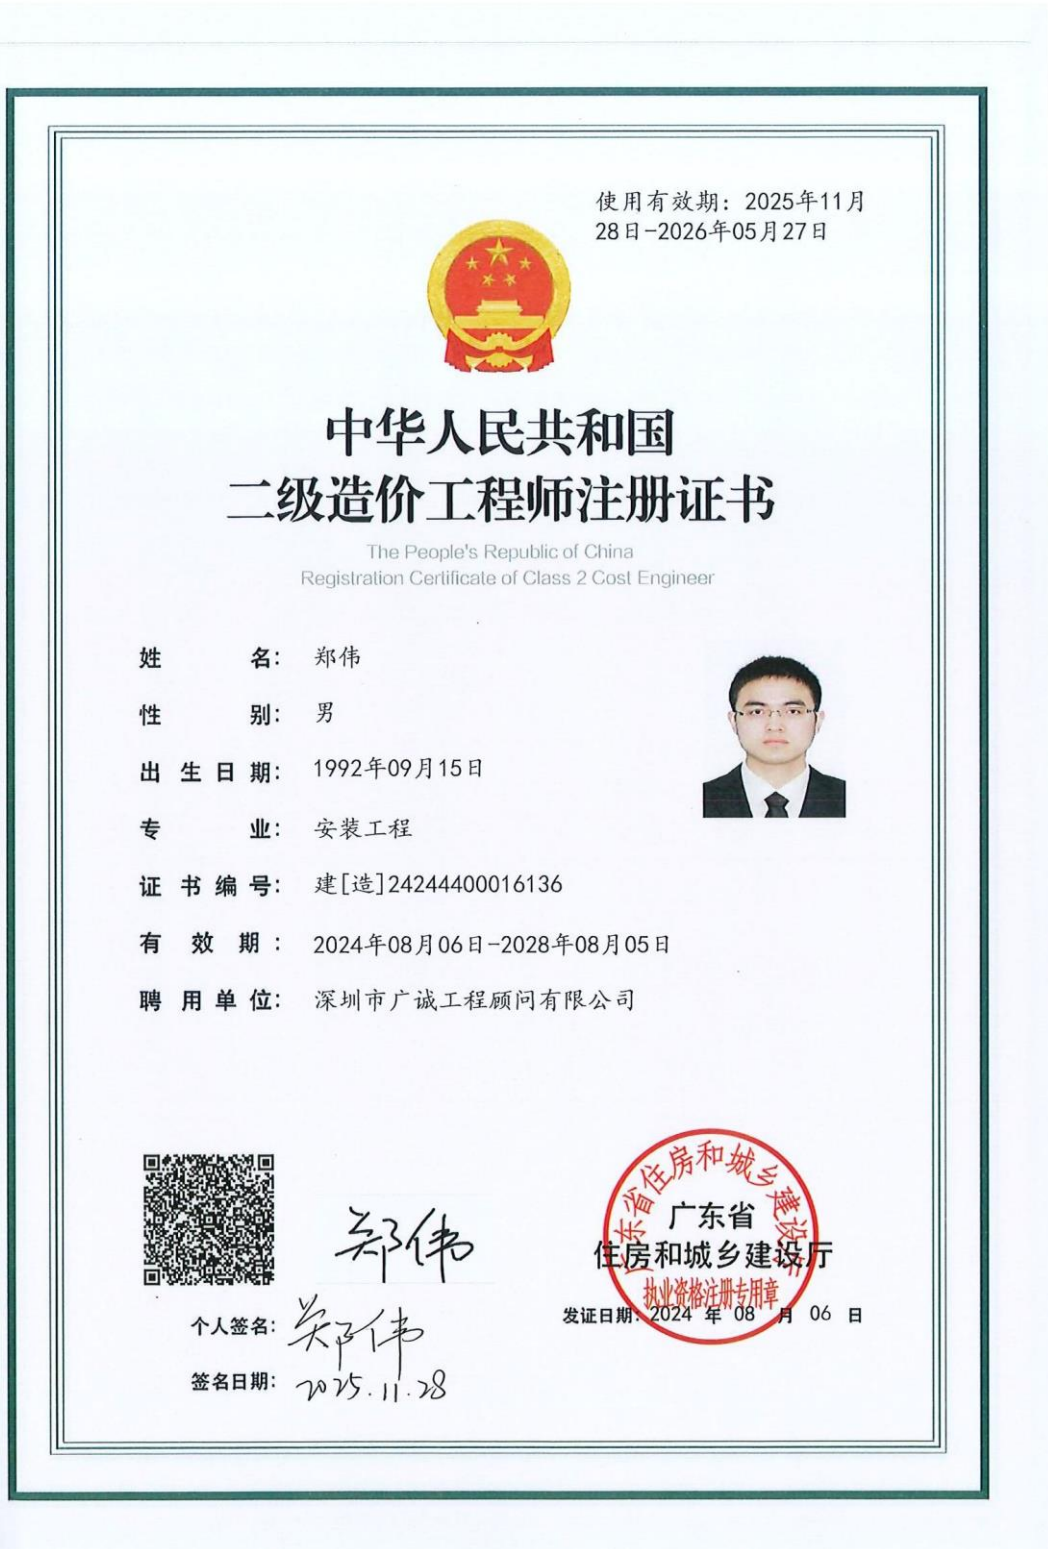 使用有效期：2025年11月
28日-2026年05月27日
中华人民共和国
二级造价工程师注册证书
The People's Republic of China
Registration Certificate of Class 2 Cost Engineer
姓名：郑伟
性别：男
出生日期：1992年09月15日
专业：安装工程
证书编号：建[造]24244400016136
有效期：2024年08月06日-2028年08月05日
聘用单位：深圳市广诚工程顾问有限公司
郑伟
个人签名：郑伟
签名日期：2025.11.28
广东省住房和城乡建设厅
广东省
住房和城乡建设厅
执业资格注册专用章
发证日期：2024年08月06日